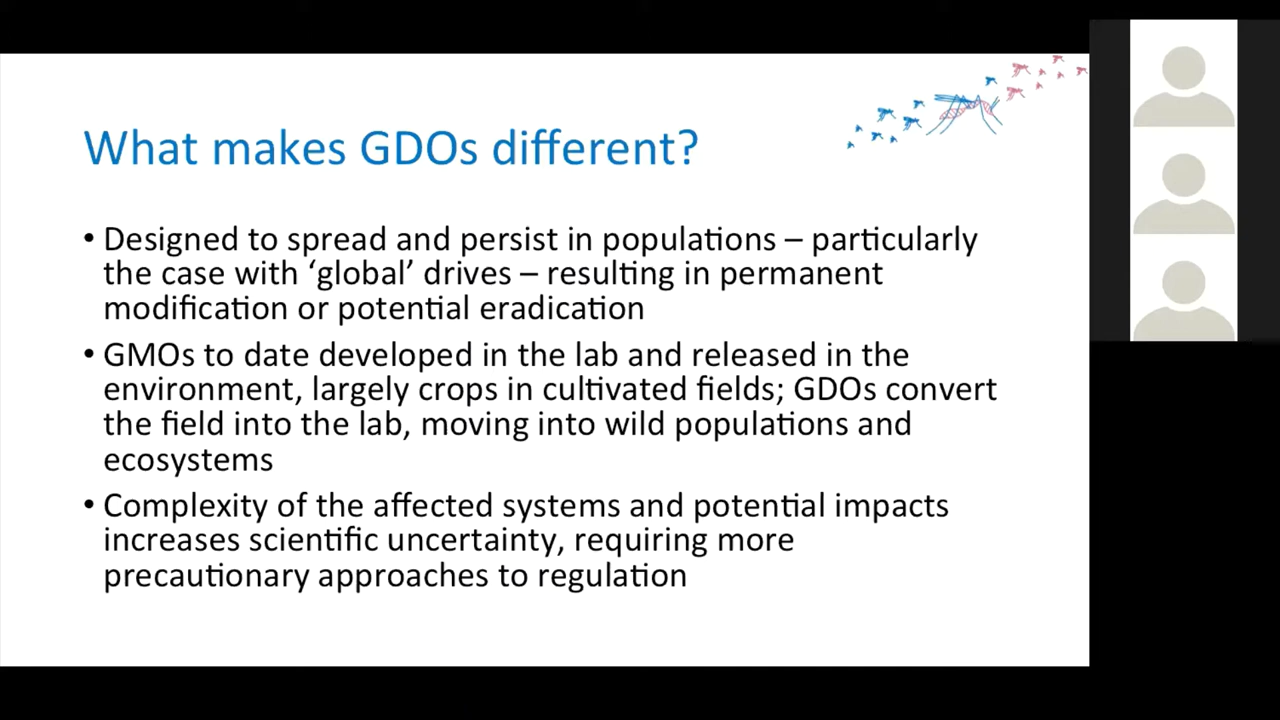 What makes GDOs different?
• Designed to spread and persist in populations – particularly
the case with ‘global’ drives – resulting in permanent
modification or potential eradication
• GMOs to date developed in the lab and released in the
environment, largely crops in cultivated fields; GDOs convert
the field into the lab, moving into wild populations and
ecosystems
• Complexity of the affected systems and potential impacts
increases scientific uncertainty, requiring more
precautionary approaches to regulation